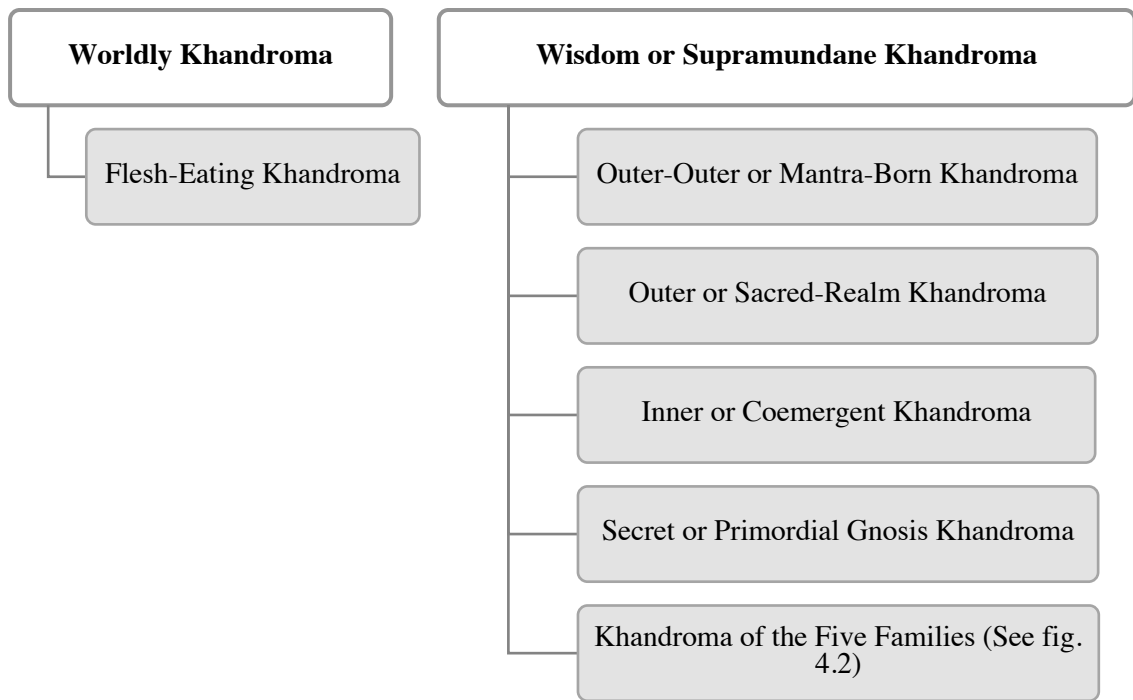 Worldly Khandroma
Flesh-Eating Khandroma
Wisdom or Supramundane Khandroma
Outer-Outer or Mantra-Born Khandroma
Outer or Sacred-Realm Khandroma
Inner or Coemergent Khandroma
Secret or Primordial Gnosis Khandroma
Khandroma of the Five Families (See fig.
4.2)